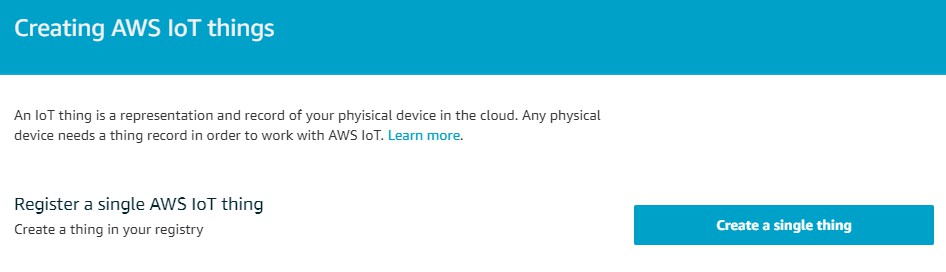 Creating AWS IoT things
An IoT thing is a representation and record of your phyisical device in the cloud. Any physical
device needs a thing record in order to work with AWS IoT. Learn more.
Register a single AWS IoT thing
Create a thing in your registry
Create a single thing